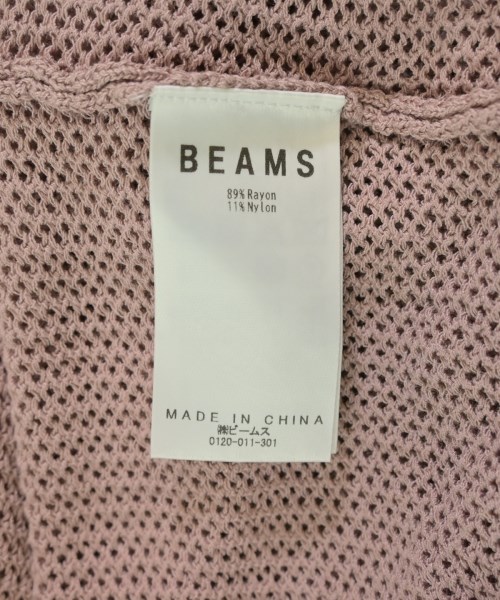 BEAMS
89%Rayon
11%Nylon
MADE IN CHINA
㈱ビームス
0120-011-301